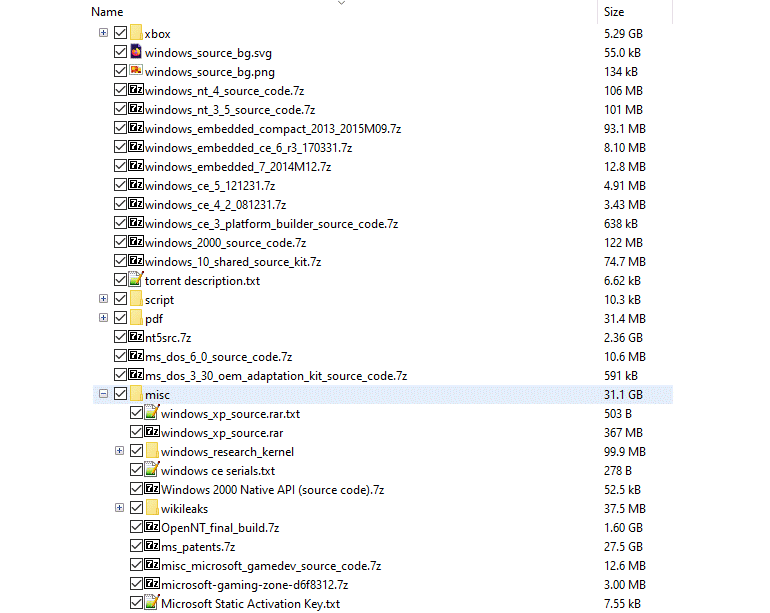 Name Size
xbox 5.29 GB
windows_source_bg.svg 55.0 kB
windows_source_bg.png 134 kB
windows_nt_4_source_code.7z 106 MB
windows_nt_3_5_source_code.7z 101 MB
windows_embedded_compact_2013_2015M09.7z 93.1 MB
windows_embedded_ce_6_r3_170331.7z 8.10 MB
windows_embedded_7_2014M12.7z 12.8 MB
windows_ce_5_121231.7z 4.91 MB
windows_ce_4_2_081231.7z 3.43 MB
windows_ce_3_platform_builder_source_code.7z 638 kB
windows_2000_source_code.7z 122 MB
windows_10_shared_source_kit.7z 74.7 MB
torrent description.txt 6.62 kB
script 10.3 kB
pdf 31.4 MB
nt5src.7z 2.36 GB
ms_dos_6_0_source_code.7z 10.6 MB
ms_dos_3_30_oem_adaptation_kit_source_code.7z 591 kB
misc 31.1 GB
windows_xp_source.rar.txt 503 B
windows_xp_source.rar 367 MB
windows_research_kernel 99.9 MB
windows ce serials.txt 278 B
Windows 2000 Native API (source code).7z 52.5 kB
wikileaks 37.5 MB
OpenNT_final_build.7z 1.60 GB
ms_patents.7z 27.5 GB
misc_microsoft_gamedev_source_code.7z 12.6 MB
microsoft-gaming-zone-d6f8312.7z 3.00 MB
Microsoft Static Activation Key.txt 7.55 kB